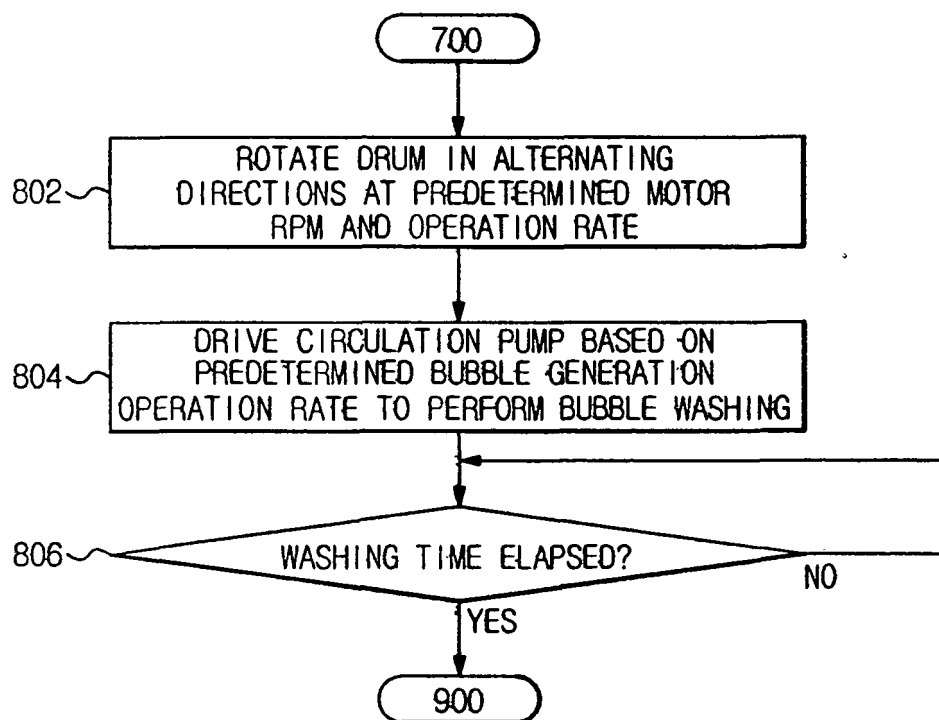 700
802
ROTATE DRUM IN ALTERNATING
DIRECTIONS AT PREDETERMINED MOTOR
RPM AND OPERATION RATE
804
DRIVE CIRCULATION PUMP BASED ON
PREDETERMINED BUBBLE GENERATION
OPERATION RATE TO PERFORM BUBBLE WASHING
806
WASHING TIME ELAPSED?
NO
YES
900